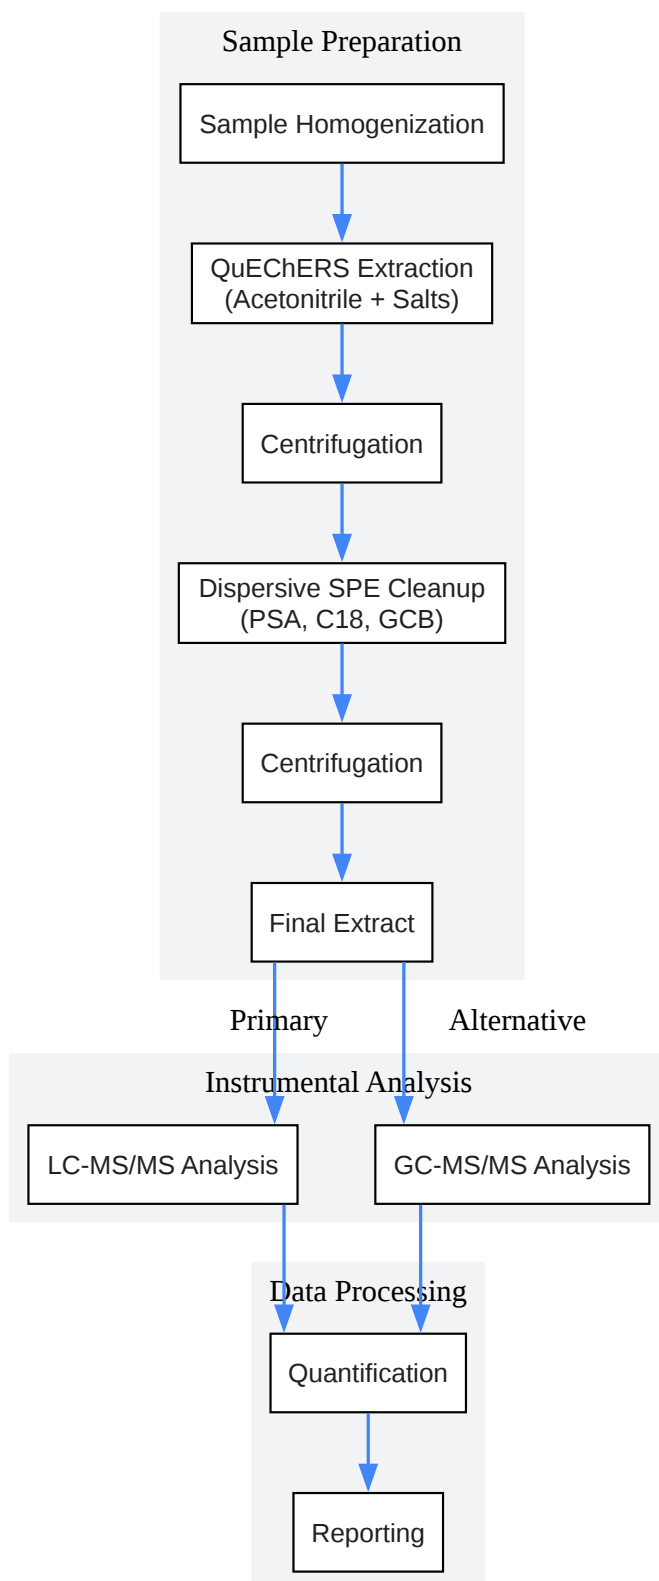 Sample Preparation
Sample Homogenization
QuEChERS Extraction
(Acetonitrile + Salts)
Centrifugation
Dispersive SPE Cleanup
(PSA, C18, GCB)
Centrifugation
Final Extract
Primary
Alternative
Instrumental Analysis
LC-MS/MS Analysis
GC-MS/MS Analysis
Data Processing
Quantification
Reporting